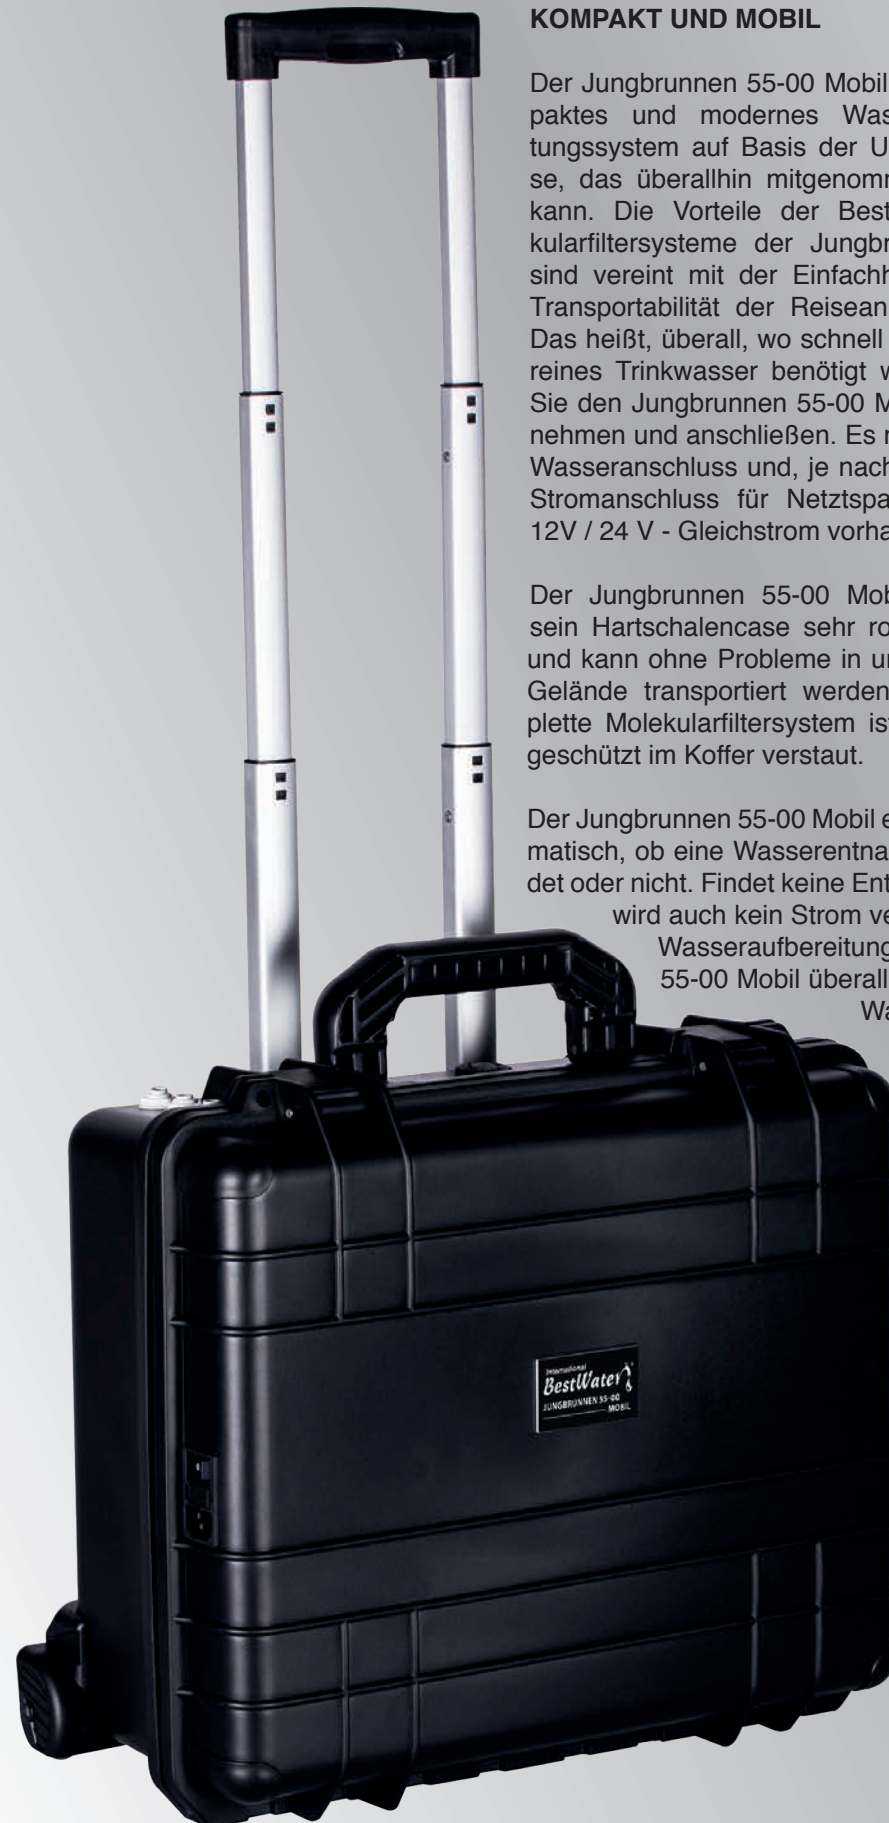 KOMPAKT UND MOBIL
Der Jungbrunnen 55-00 Mobil
paktes und modernes Was
tungssystem auf Basis der U
se, das überallhin mitgenomm
kann. Die Vorteile der Best
kularfiltersysteme der Jungbr
sind vereint mit der Einfachh
Transportabilität der Reisean
Das heißt, überall, wo schnell
reines Trinkwasser benötigt w
Sie den Jungbrunnen 55-00 M
nehmen und anschließen. Es m
Wasseranschluss und, je nach
Stromanschluss für Netztspa
12V / 24 V - Gleichstrom vorha
Der Jungbrunnen 55-00 Mob
sein Hartschalencase sehr ro
und kann ohne Probleme in un
Gelände transportiert werden
plette Molekularfiltersystem ist
geschützt im Koffer verstaut.
Der Jungbrunnen 55-00 Mobil e
matisch, ob eine Wasserentna
det oder nicht. Findet keine Ent
wird auch kein Strom ve
Wasseraufbereitung
55-00 Mobil überall
Wa
International
BestWater
JUNGBRUNNEN 55-00
MOBIL